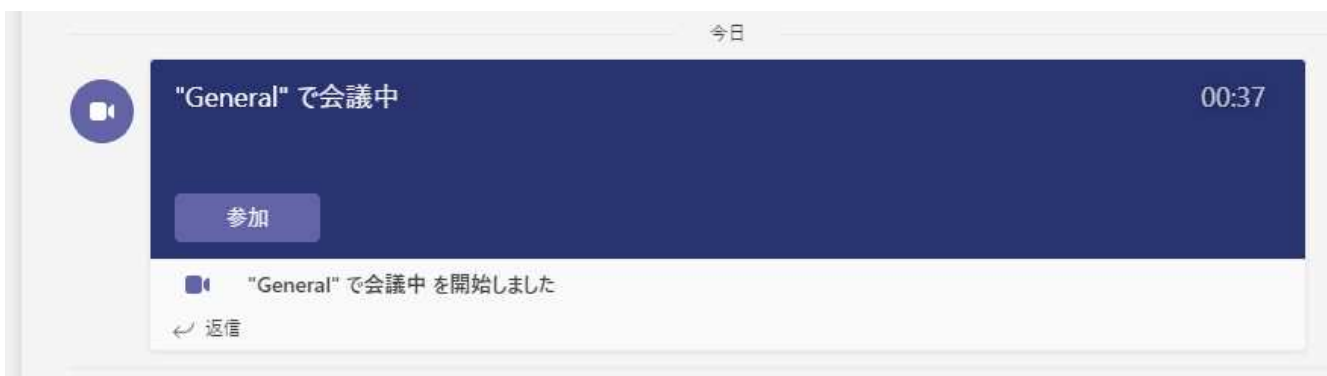 今日
"General" で会議中
00:37
参加
"General" で会議中 を開始しました
返信